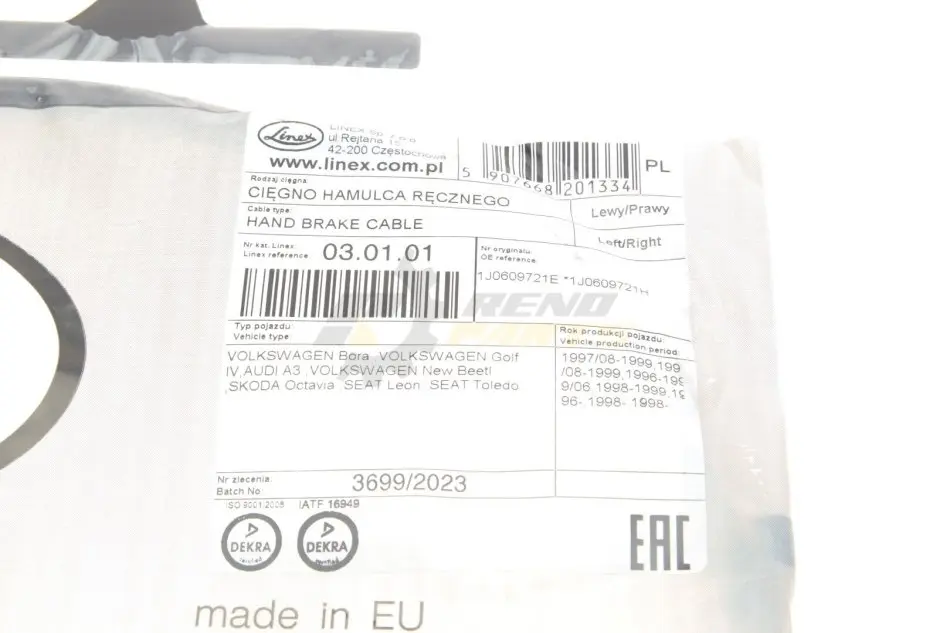 Linex
LINEX Sp. z o.o.
ul Rejtana
42-200 Częstochowa
www.linex.com.pl
5 907668 201334
PL
Rodzaj cięgna:
CIĘGNO HAMULCA RĘCZNEGO
Lewy/Prawy
Cable type:
HAND BRAKE CABLE
Left/Right
Nr kat. Linex:
Linex reference
03.01.01
Nr oryginału:
OE reference:
1J0609721E *1J0609721H
RENO
Typ pojazdu
Vehicle type:
Rok produkcji pojazdu:
Vehicle production period:
VOLKSWAGEN Bora ,VOLKSWAGEN Golf
IV,AUDI A3 ,VOLKSWAGEN New Beetl
,SKODA Octavia SEAT Leon SEAT Toledo
1997/08-1999,199
/08-1999,1996-199
9/06 1998-1999,19
96- 1998- 1998-
Nr zlecenia:
Batch No:
3699/2023
ISO 9001:2008
IATF 16949
DEKRA
certified
DEKRA
certified
EAC
made in EU